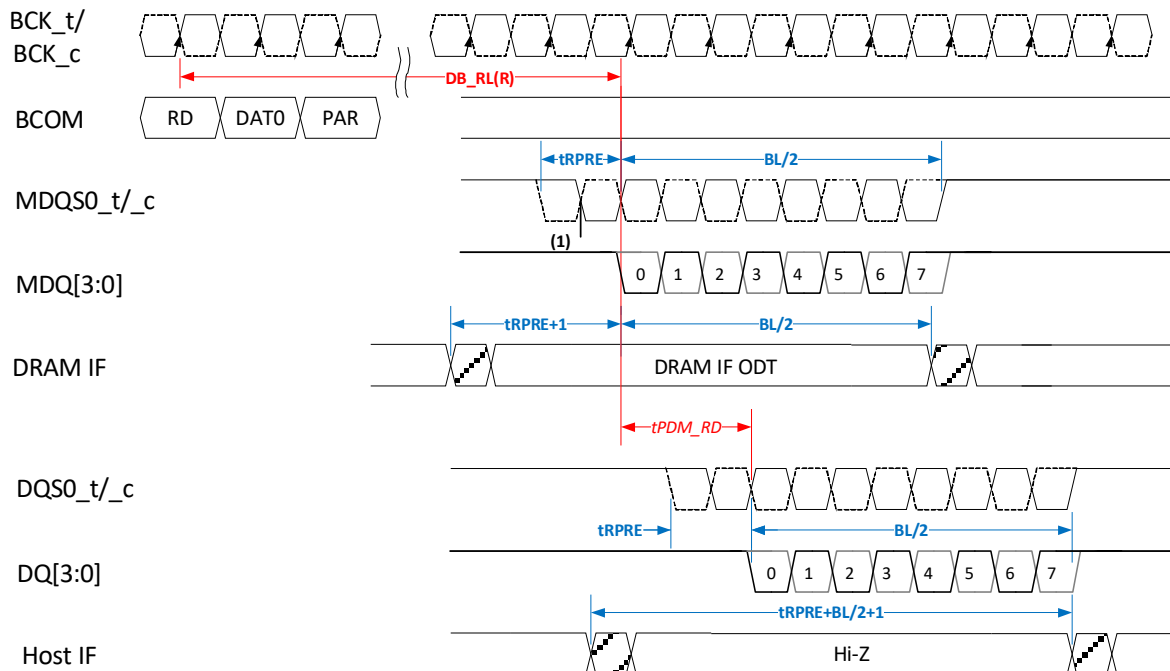 BCK_t/
BCK_c
DB_RL(R)
BCOM
RD DAT0 PAR
tRPRE BL/2
MDQS0_t/_c
(1)
MDQ[3:0]
0 1 2 3 4 5 6 7
tRPRE+1 BL/2
DRAM IF
DRAM IF ODT
tPDM_RD
DQS0_t/_c
tRPRE BL/2
DQ[3:0]
0 1 2 3 4 5 6 7
tRPRE+BL/2+1
Host IF
Hi-Z